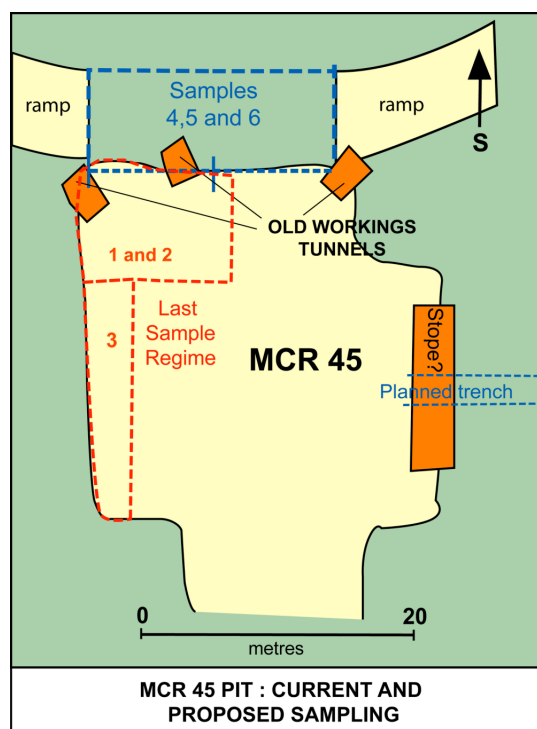 ramp
Samples
4,5 and 6
ramp
S
OLD WORKINGS
TUNNELS
1 and 2
3
Last
Sample
Regime
MCR 45
Stope?
Planned trench
0
20
metres
MCR 45 PIT : CURRENT AND
PROPOSED SAMPLING